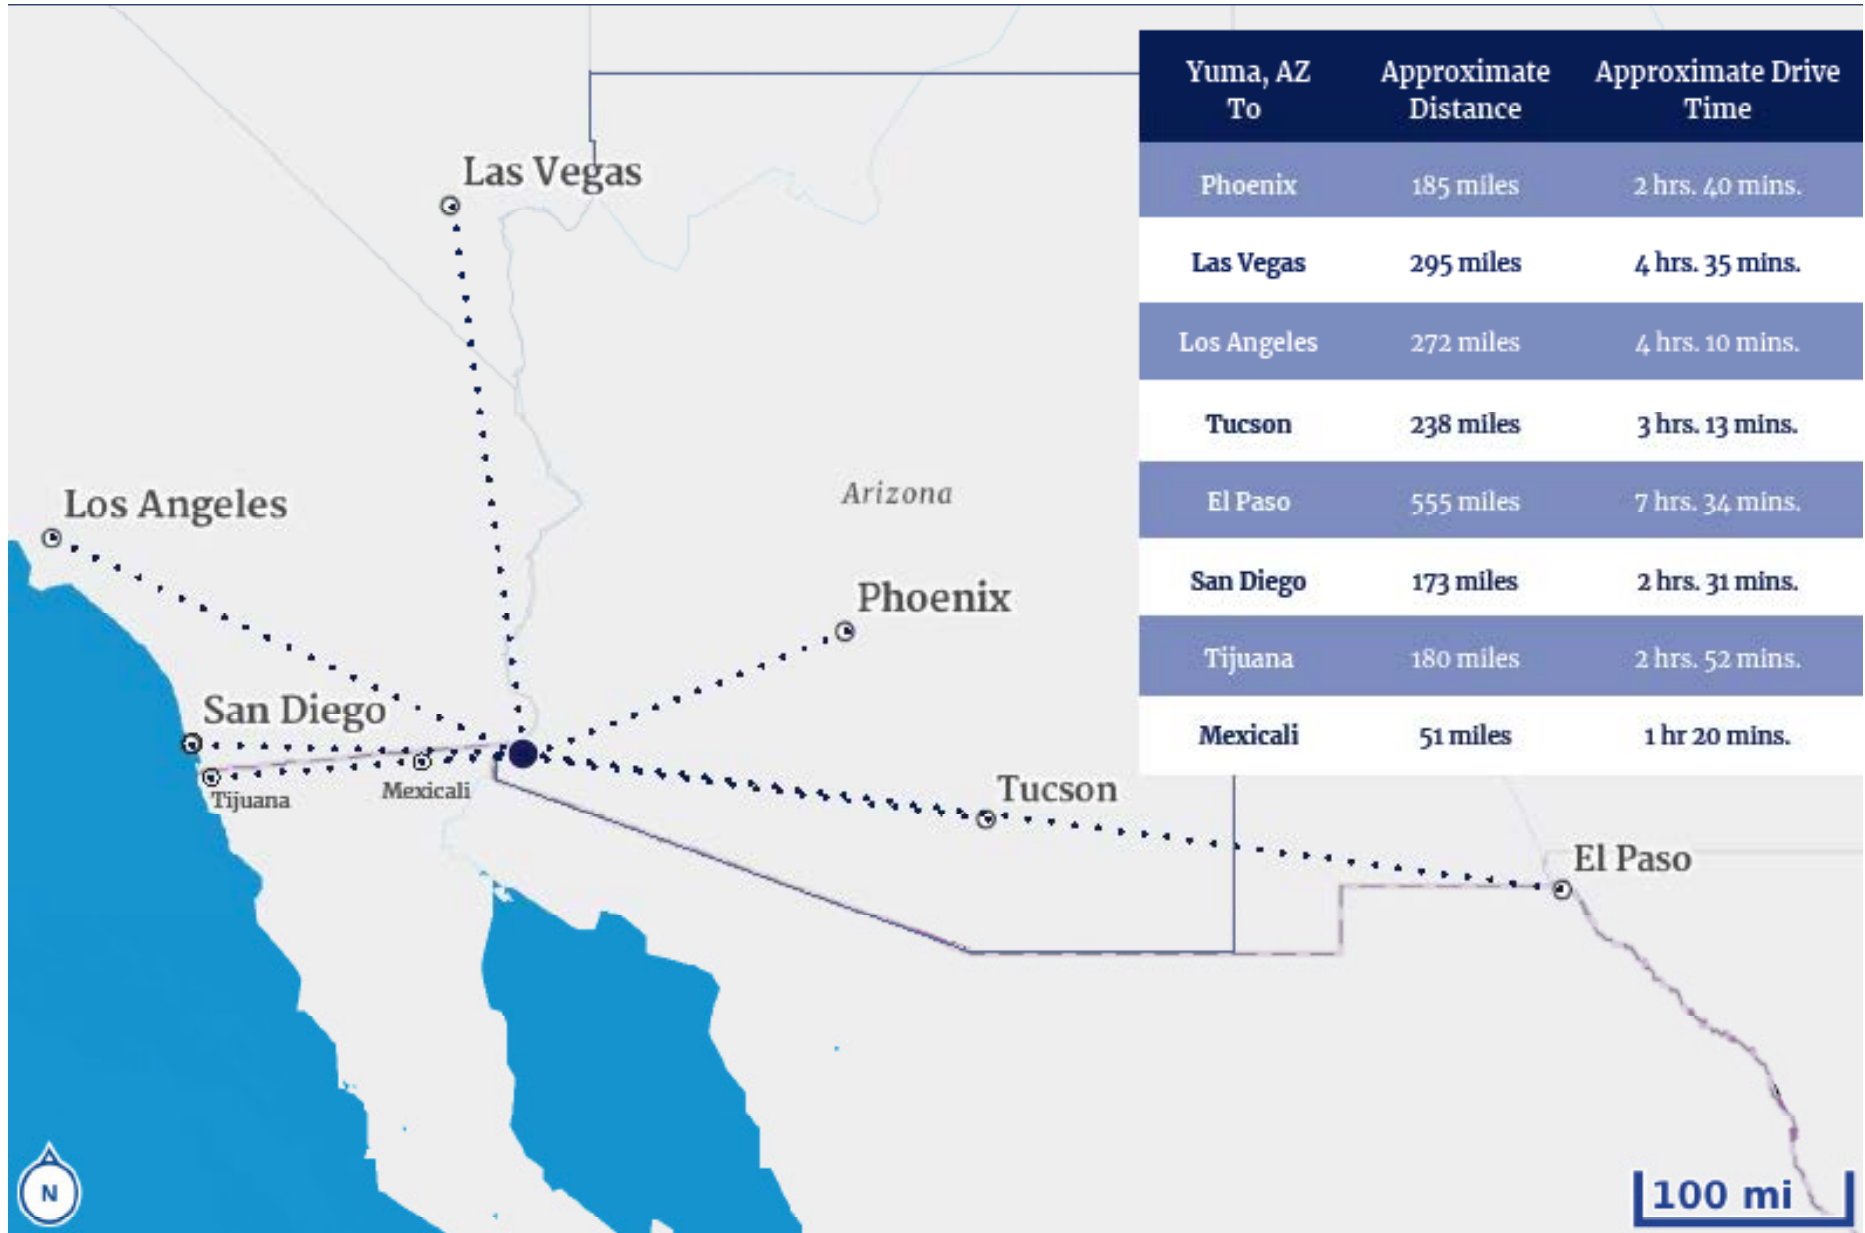 Yuma, AZ To
Approximate Distance
Approximate Drive Time
Phoenix 185 miles 2 hrs. 40 mins.
Las Vegas 295 miles 4 hrs. 35 mins.
Los Angeles 272 miles 4 hrs. 10 mins.
Tucson 238 miles 3 hrs. 13 mins.
El Paso 555 miles 7 hrs. 34 mins.
San Diego 173 miles 2 hrs. 31 mins.
Tijuana 180 miles 2 hrs. 52 mins.
Mexicali 51 miles 1 hr 20 mins.
Las Vegas
Los Angeles
Arizona
Phoenix
San Diego
Tijuana
Mexicali
Tucson
El Paso
N
100 mi